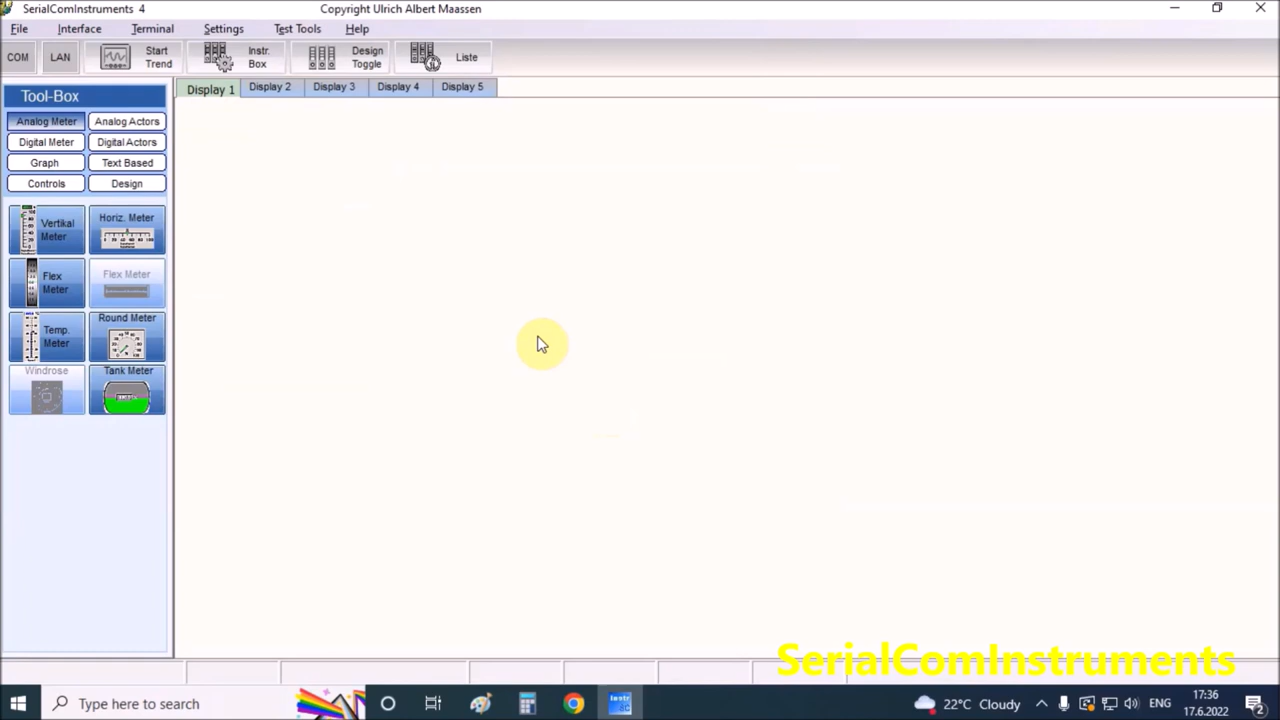 SerialComInstruments 4
Copyright Ulrich Albert Maassen
File Interface Terminal Settings Test Tools Help
COM LAN Start Trend Instr. Box Design Toggle Liste
Display 1 Display 2 Display 3 Display 4 Display 5
Tool-Box
Analog Meter Analog Actors
Digital Meter Digital Actors
Graph Text Based
Controls Design
Vertikal Meter Horiz. Meter
Flex Meter Flex Meter
Temp. Meter Round Meter
Windrose Tank Meter
SerialComInstruments
Type here to search
22°C Cloudy
ENG
17:36
17.6.2022
2